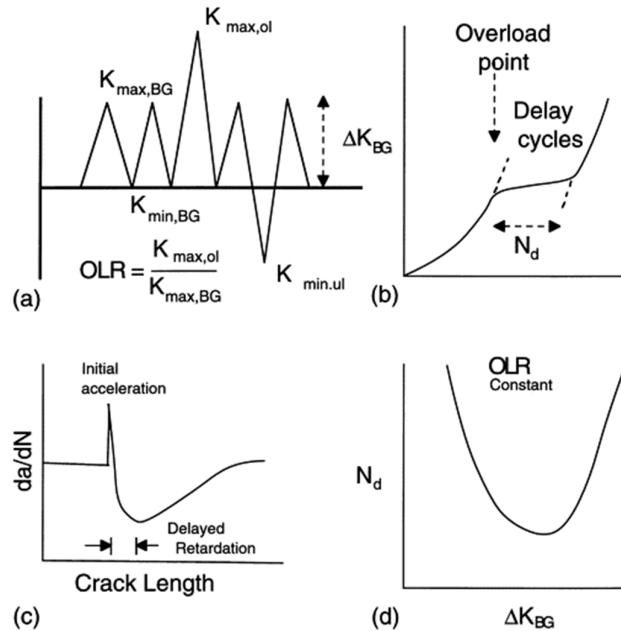 K max,ol
K max,BG
ΔK BG
K min,BG
OLR = K max,ol / K max,BG
K min.ul
(a)
Overload
point
Delay
cycles
N d
(b)
Initial
acceleration
da/dN
Delayed
Retardation
Crack Length
(c)
OLR
Constant
N d
ΔK BG
(d)